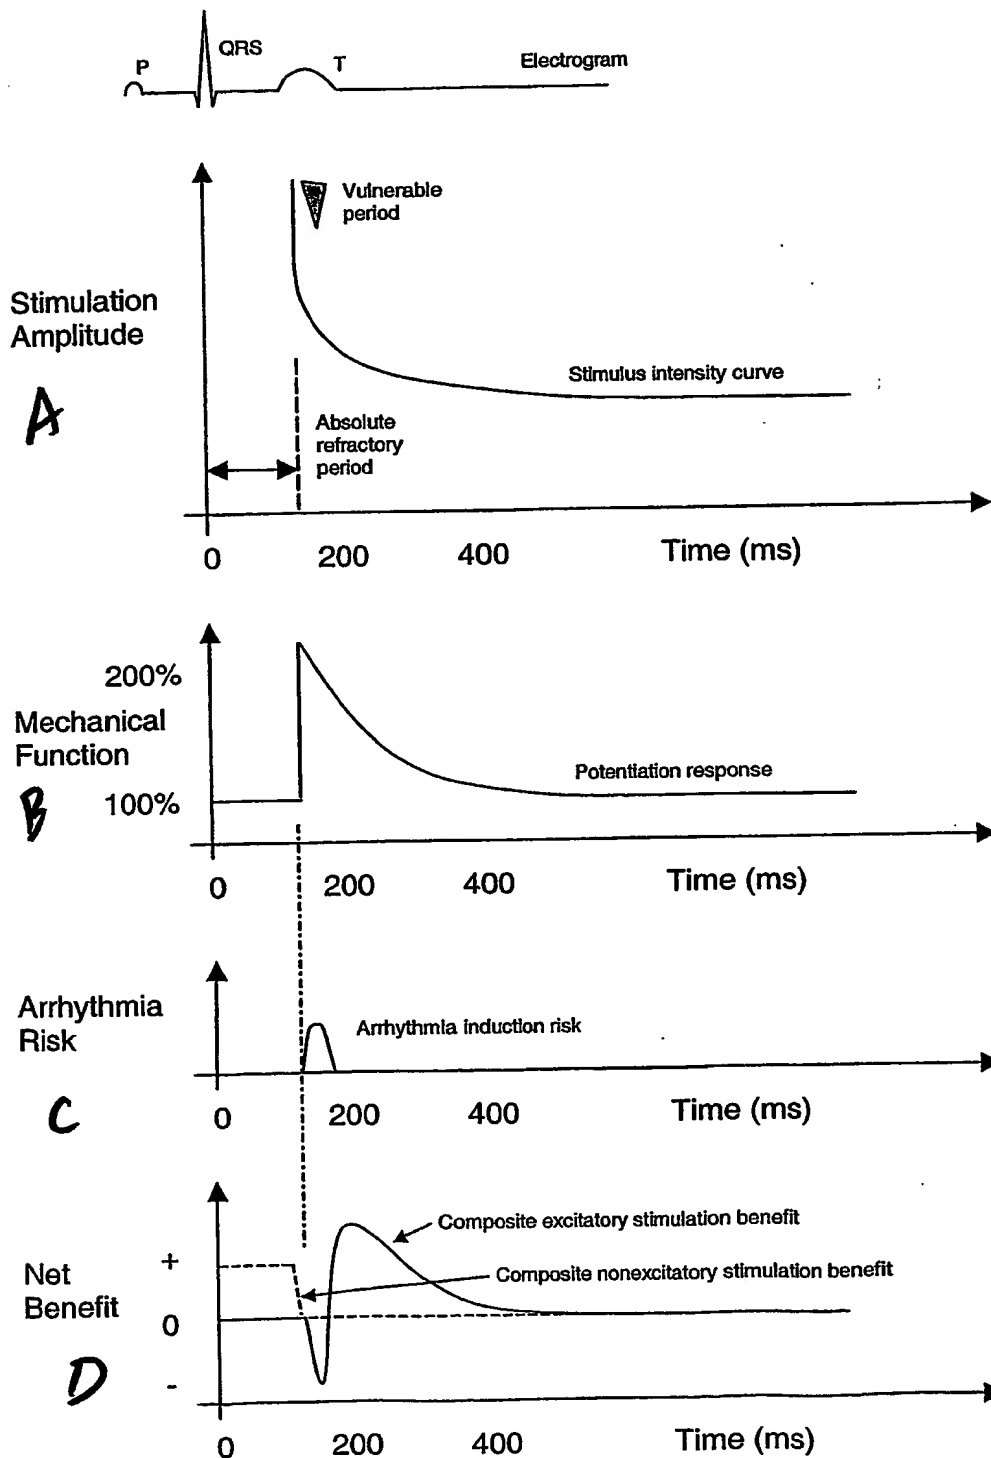 P
QRS
T
Electrogram
Vulnerable
period
Stimulation
Amplitude
A
Stimulus intensity curve
Absolute
refractory
period
0 200 400 Time (ms)
200%
Mechanical
Function
B
100%
Potentiation response
0 200 400 Time (ms)
Arrhythmia
Risk
Arrhythmia induction risk
C
0 200 400 Time (ms)
Composite excitatory stimulation benefit
+
Net
Benefit
Composite nonexcitatory stimulation benefit
0
D
-
0 200 400 Time (ms)